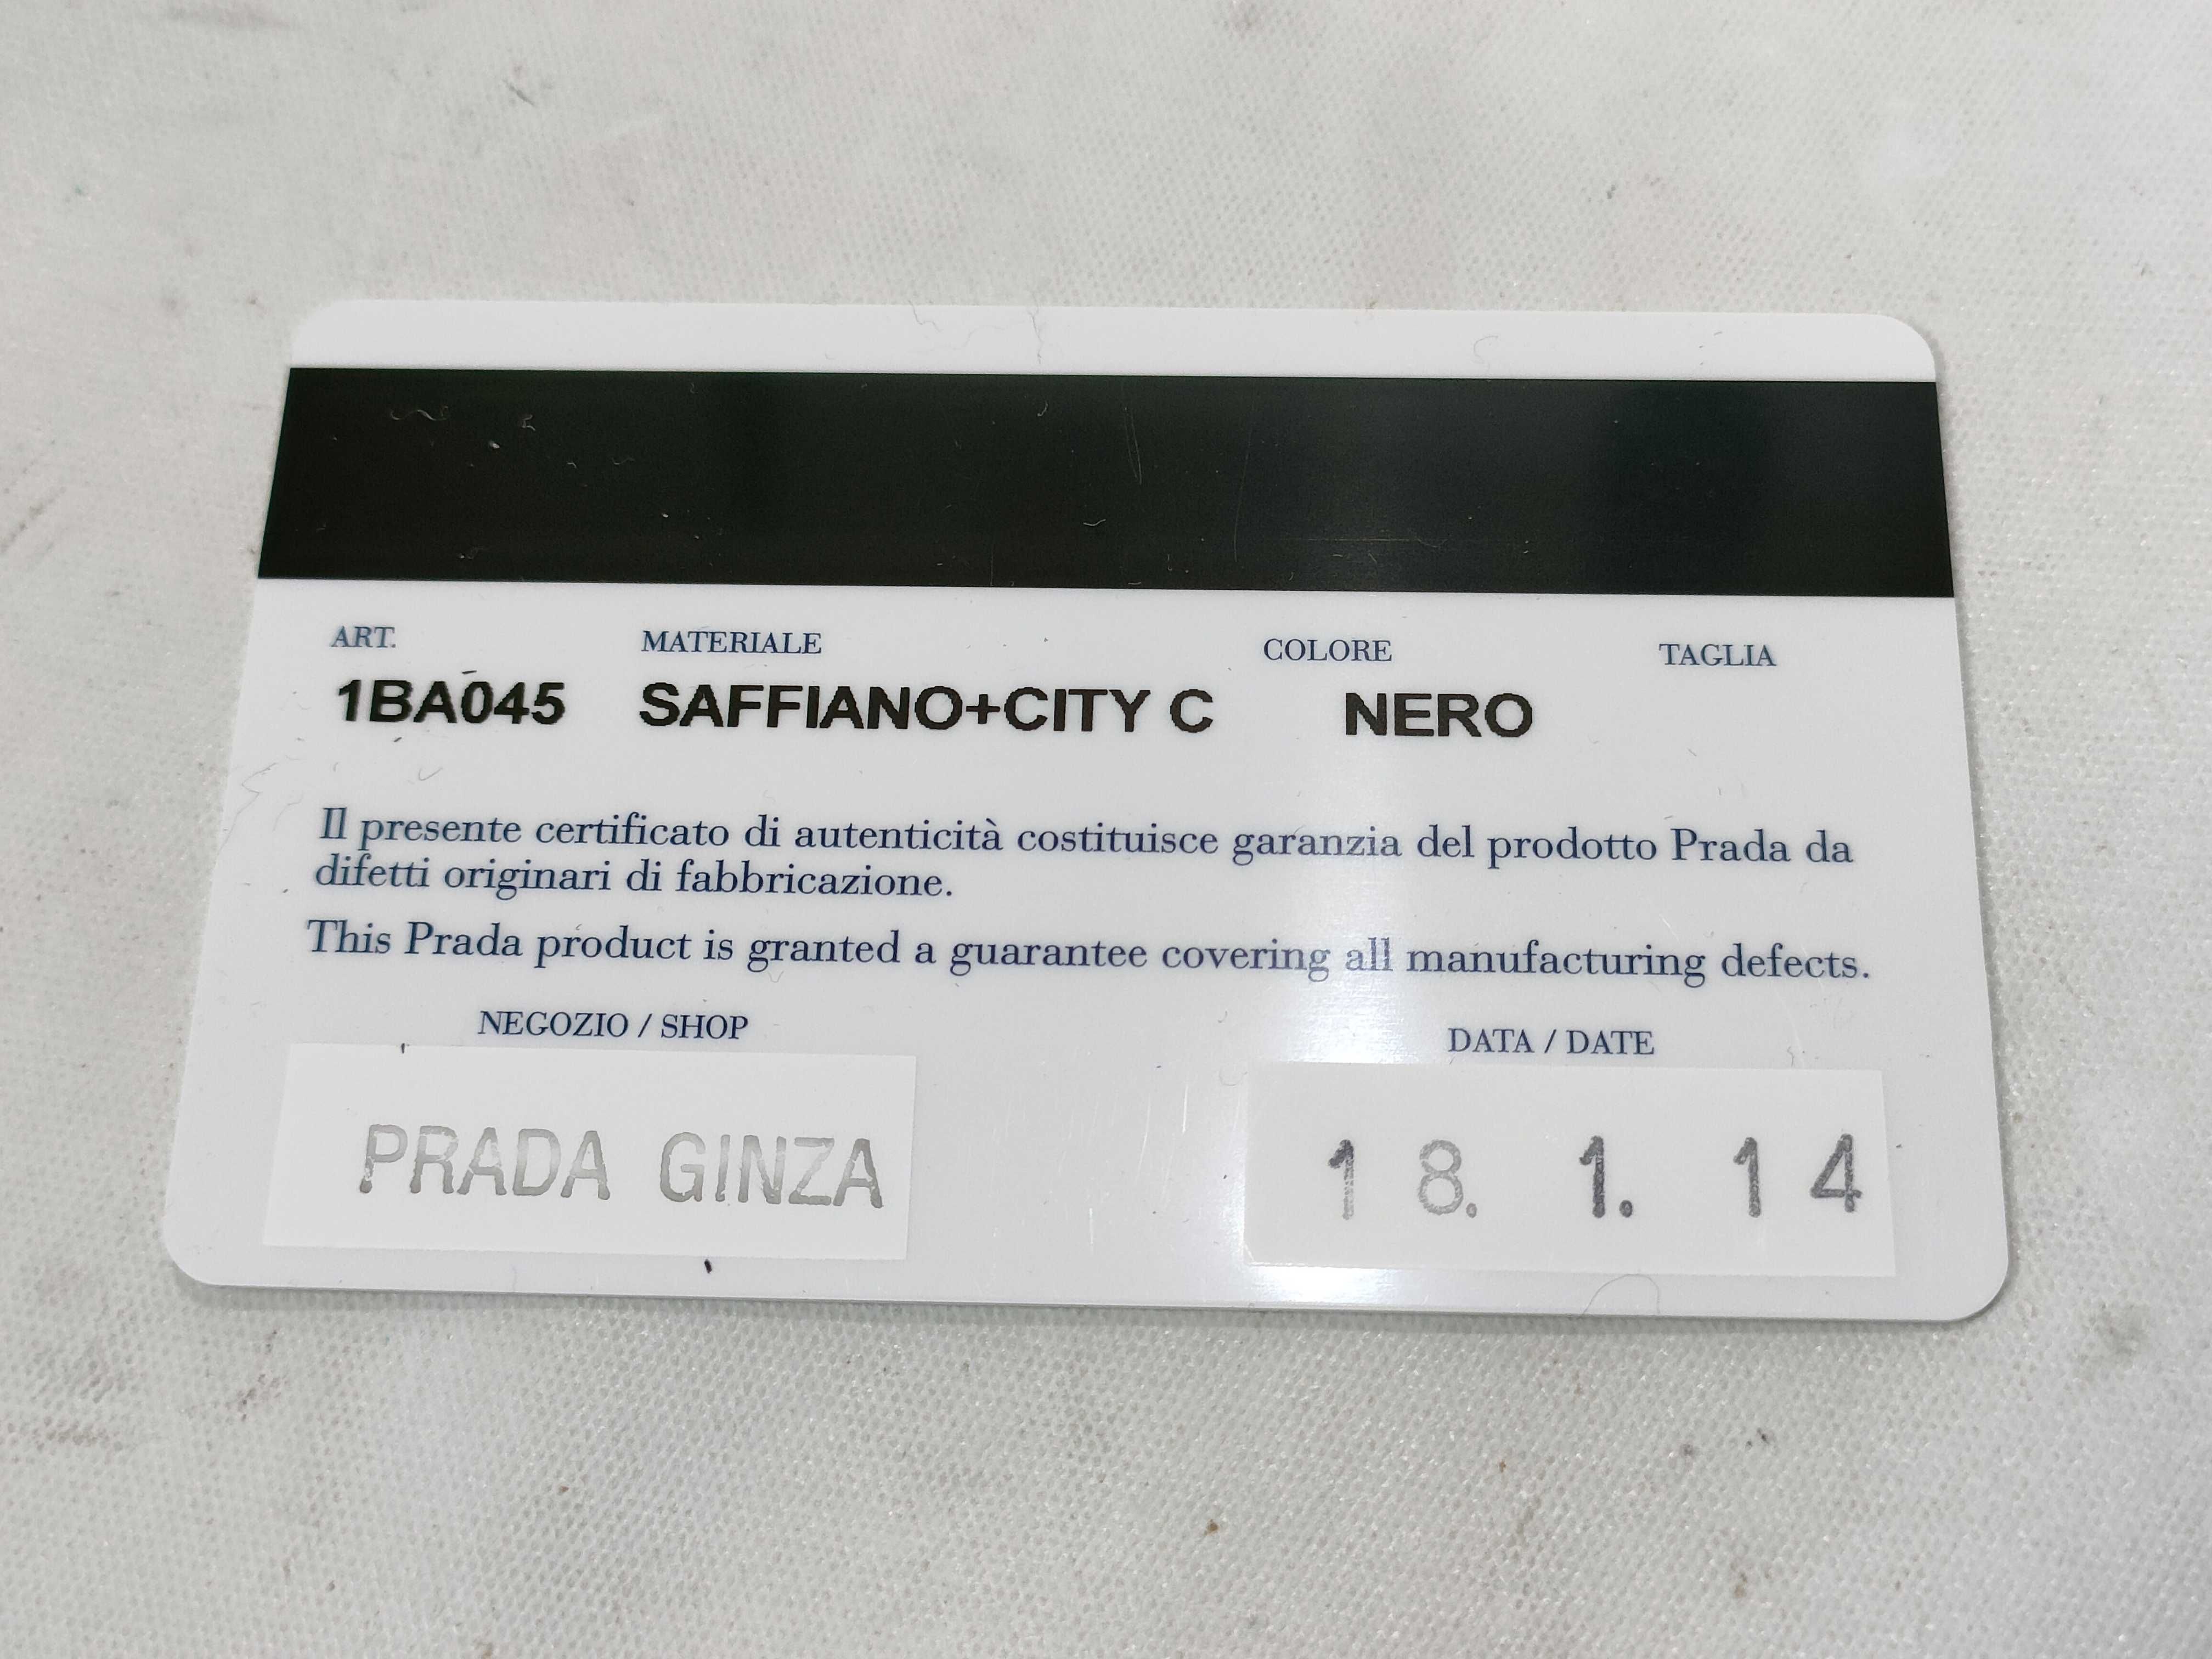 ART. MATERIALE COLORE TAGLIA
1BA045 SAFFIANO+CITY C NERO
Il presente certificato di autenticità costituisce garanzia del prodotto Prada da
difetti originari di fabbricazione.
This Prada product is granted a guarantee covering all manufacturing defects.
NEGOZIO / SHOP DATA / DATE
PRADA GINZA 18. 1. 14